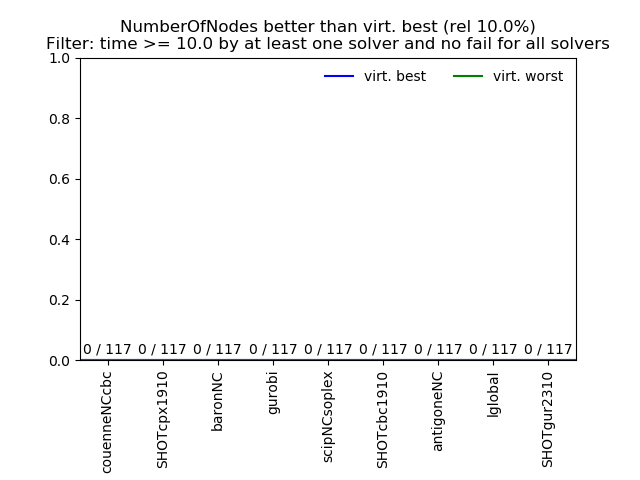 NumberOfNodes better than virt. best (rel 10.0%)
Filter: time >= 10.0 by at least one solver and no fail for all solvers
virt. best
virt. worst
1.0
0.8
0.6
0.4
0.2
0.0
0 / 117 0 / 117 0 / 117 0 / 117 0 / 117 0 / 117 0 / 117 0 / 117 0 / 117
couenneNCcbc
SHOTcpx1910
baronNC
gurobi
scipNCsoplex
SHOTcbc1910
antigoneNC
lglobal
SHOTgur2310